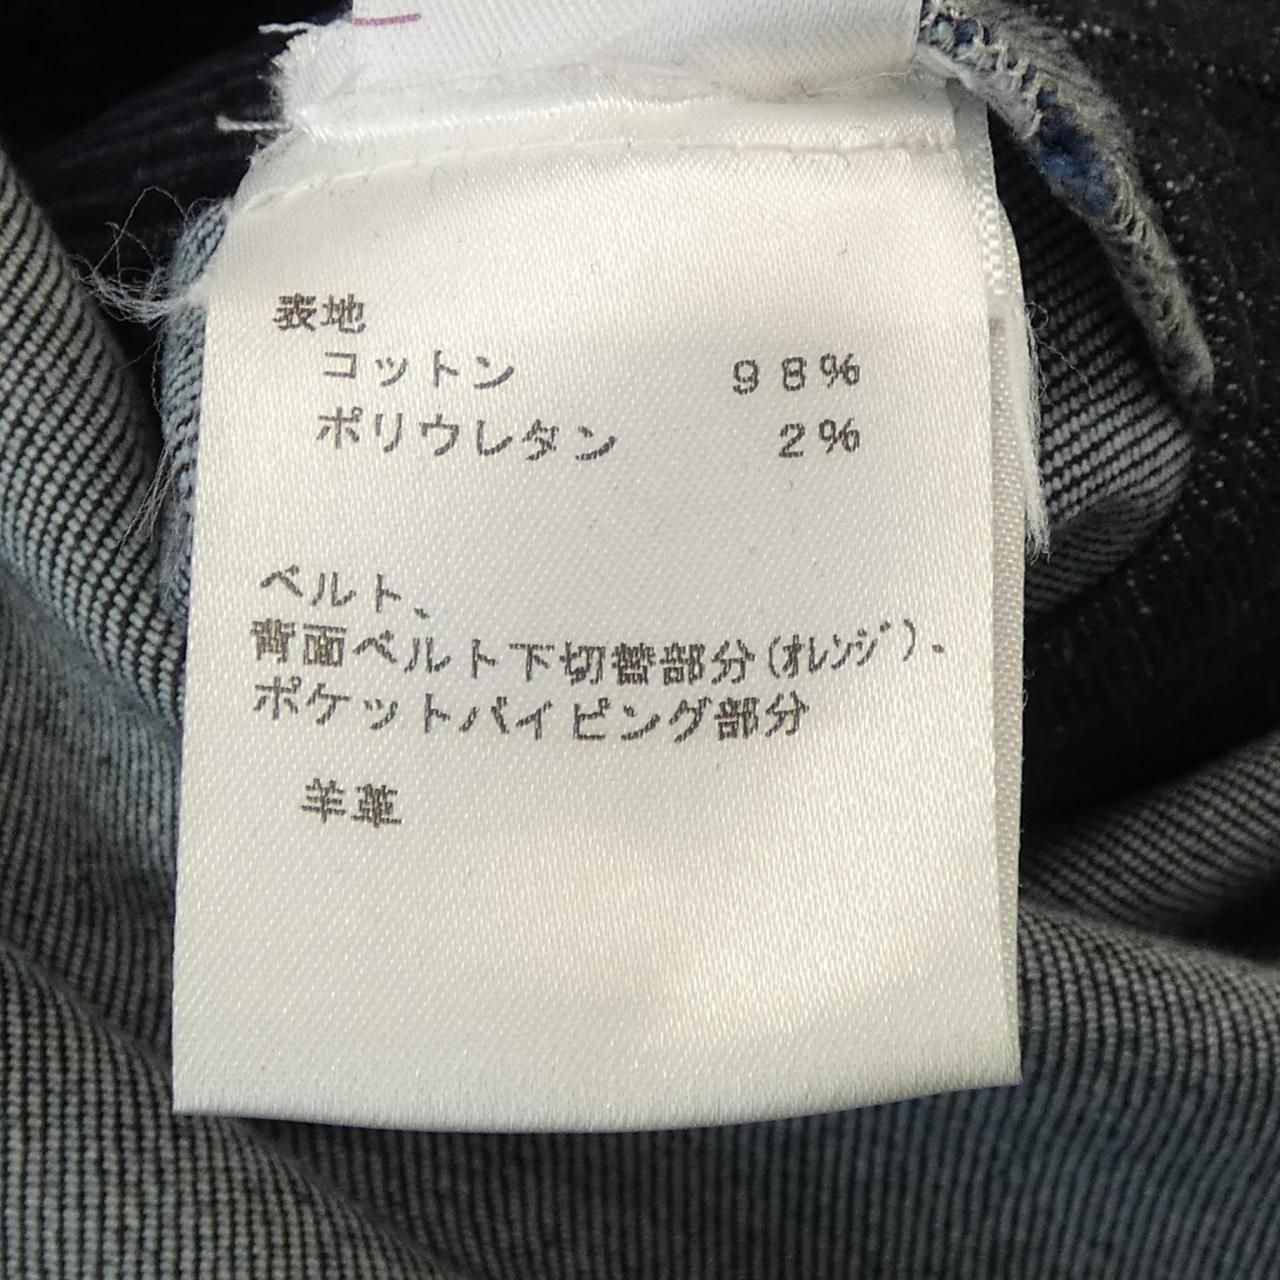 表地
コットン 98%
ポリウレタン 2%
ベルト、
背面ベルト下切替部分(ｵﾚﾝｼﾞ)、
ポケットパイピング部分
羊革